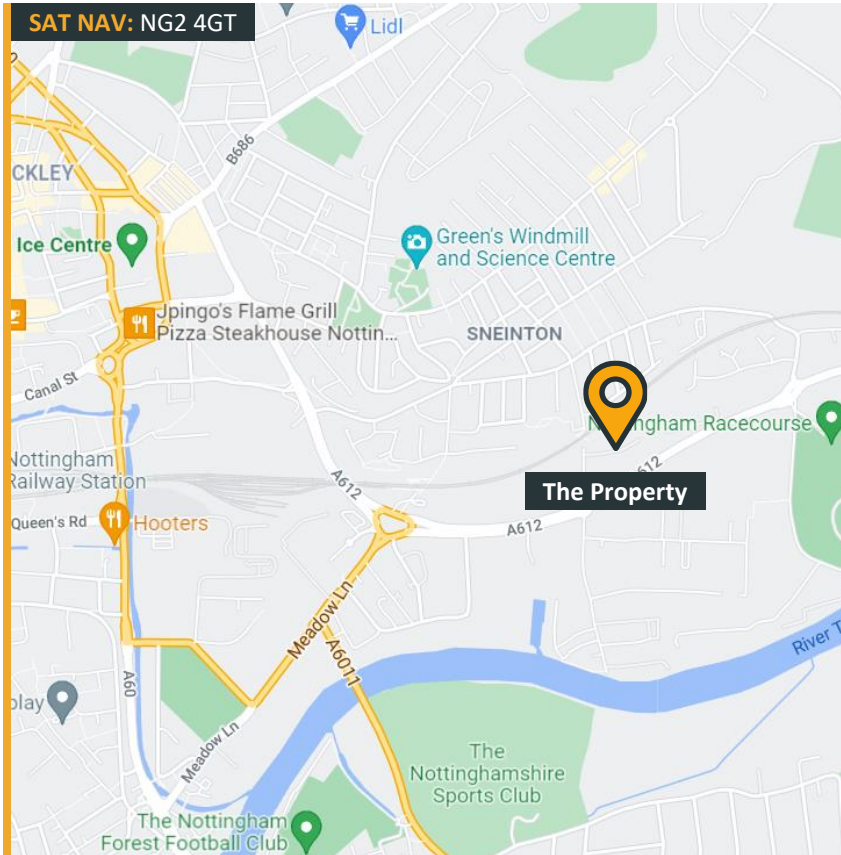 SAT NAV: NG2 4GT
Lidl
B686
CKLEY
Ice Centre
Green's Windmill
and Science Centre
Jpingo's Flame Grill
Pizza Steakhouse Nottin...
SNEINTON
Canal St
Nottingham Racecourse
Nottingham
Railway Station
A612
A612
The Property
Queen's Rd
Hooters
A612
Meadow Ln
A6011
River T
A60
play
Meadow Ln
The
Nottinghamshire
Sports Club
The Nottingham
Forest Football Club